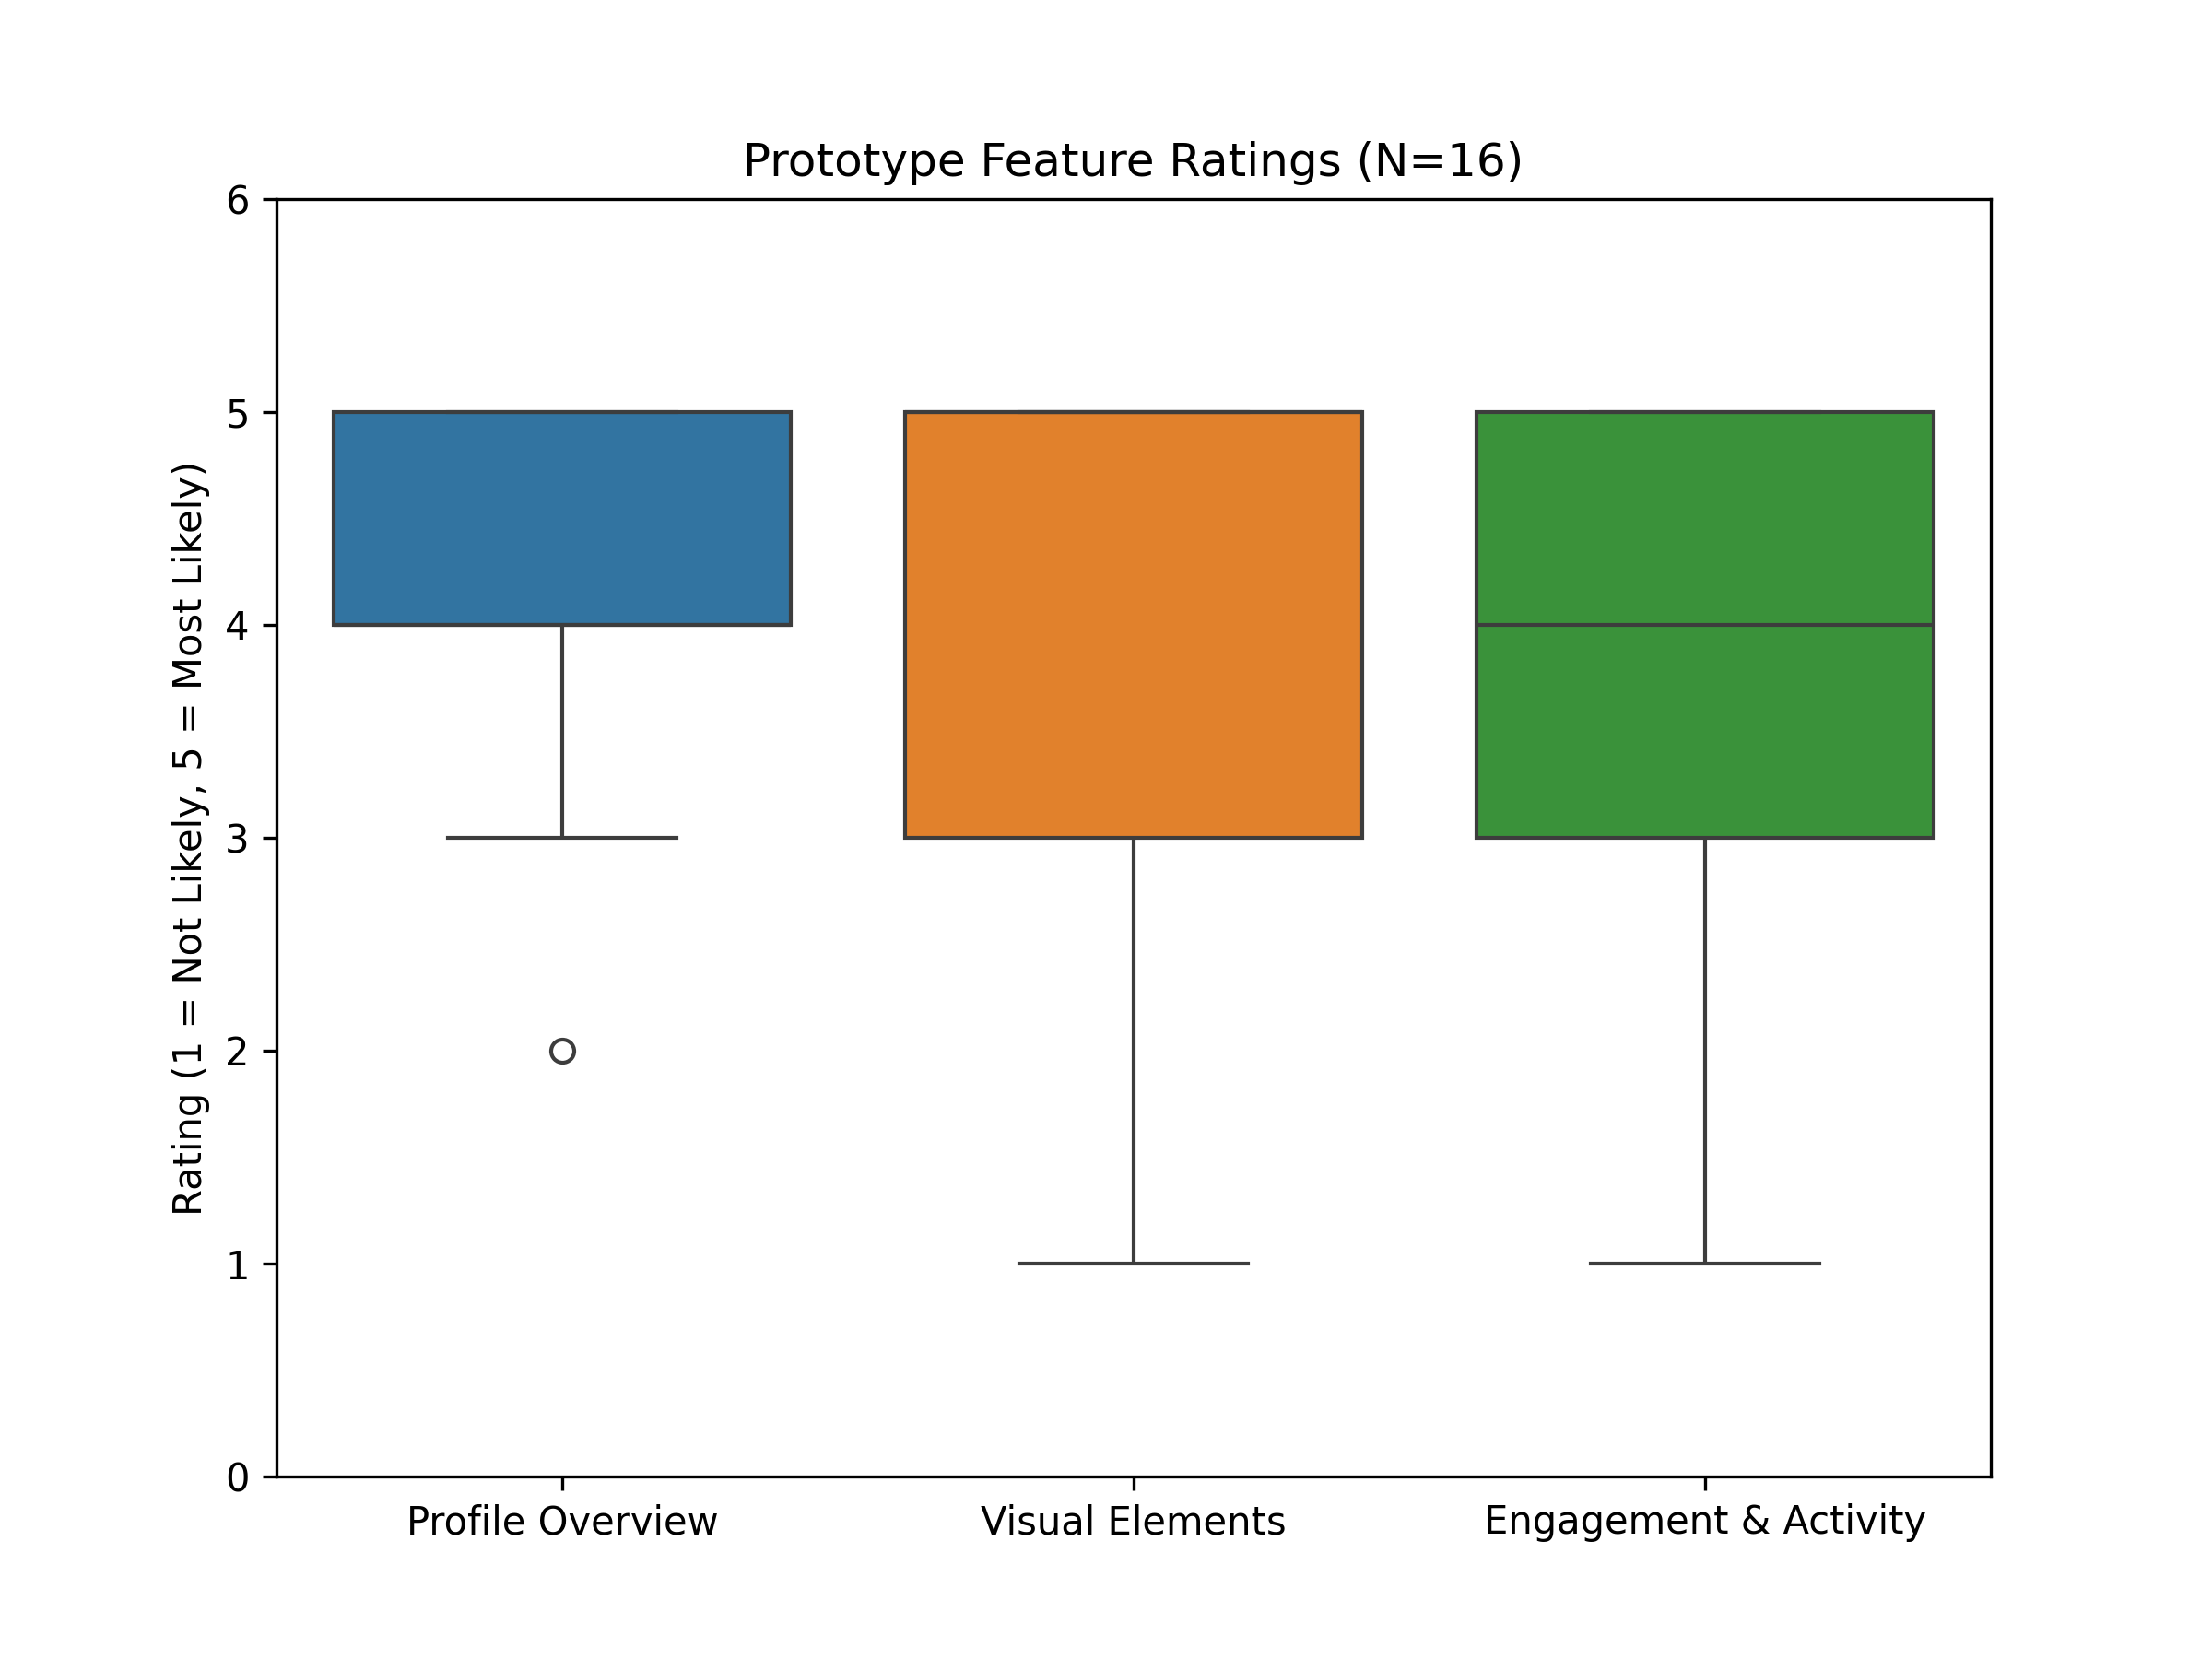 Prototype Feature Ratings (N=16)
Rating (1 = Not Likely, 5 = Most Likely)
6
5
4
3
2
1
0
Profile Overview
Visual Elements
Engagement & Activity